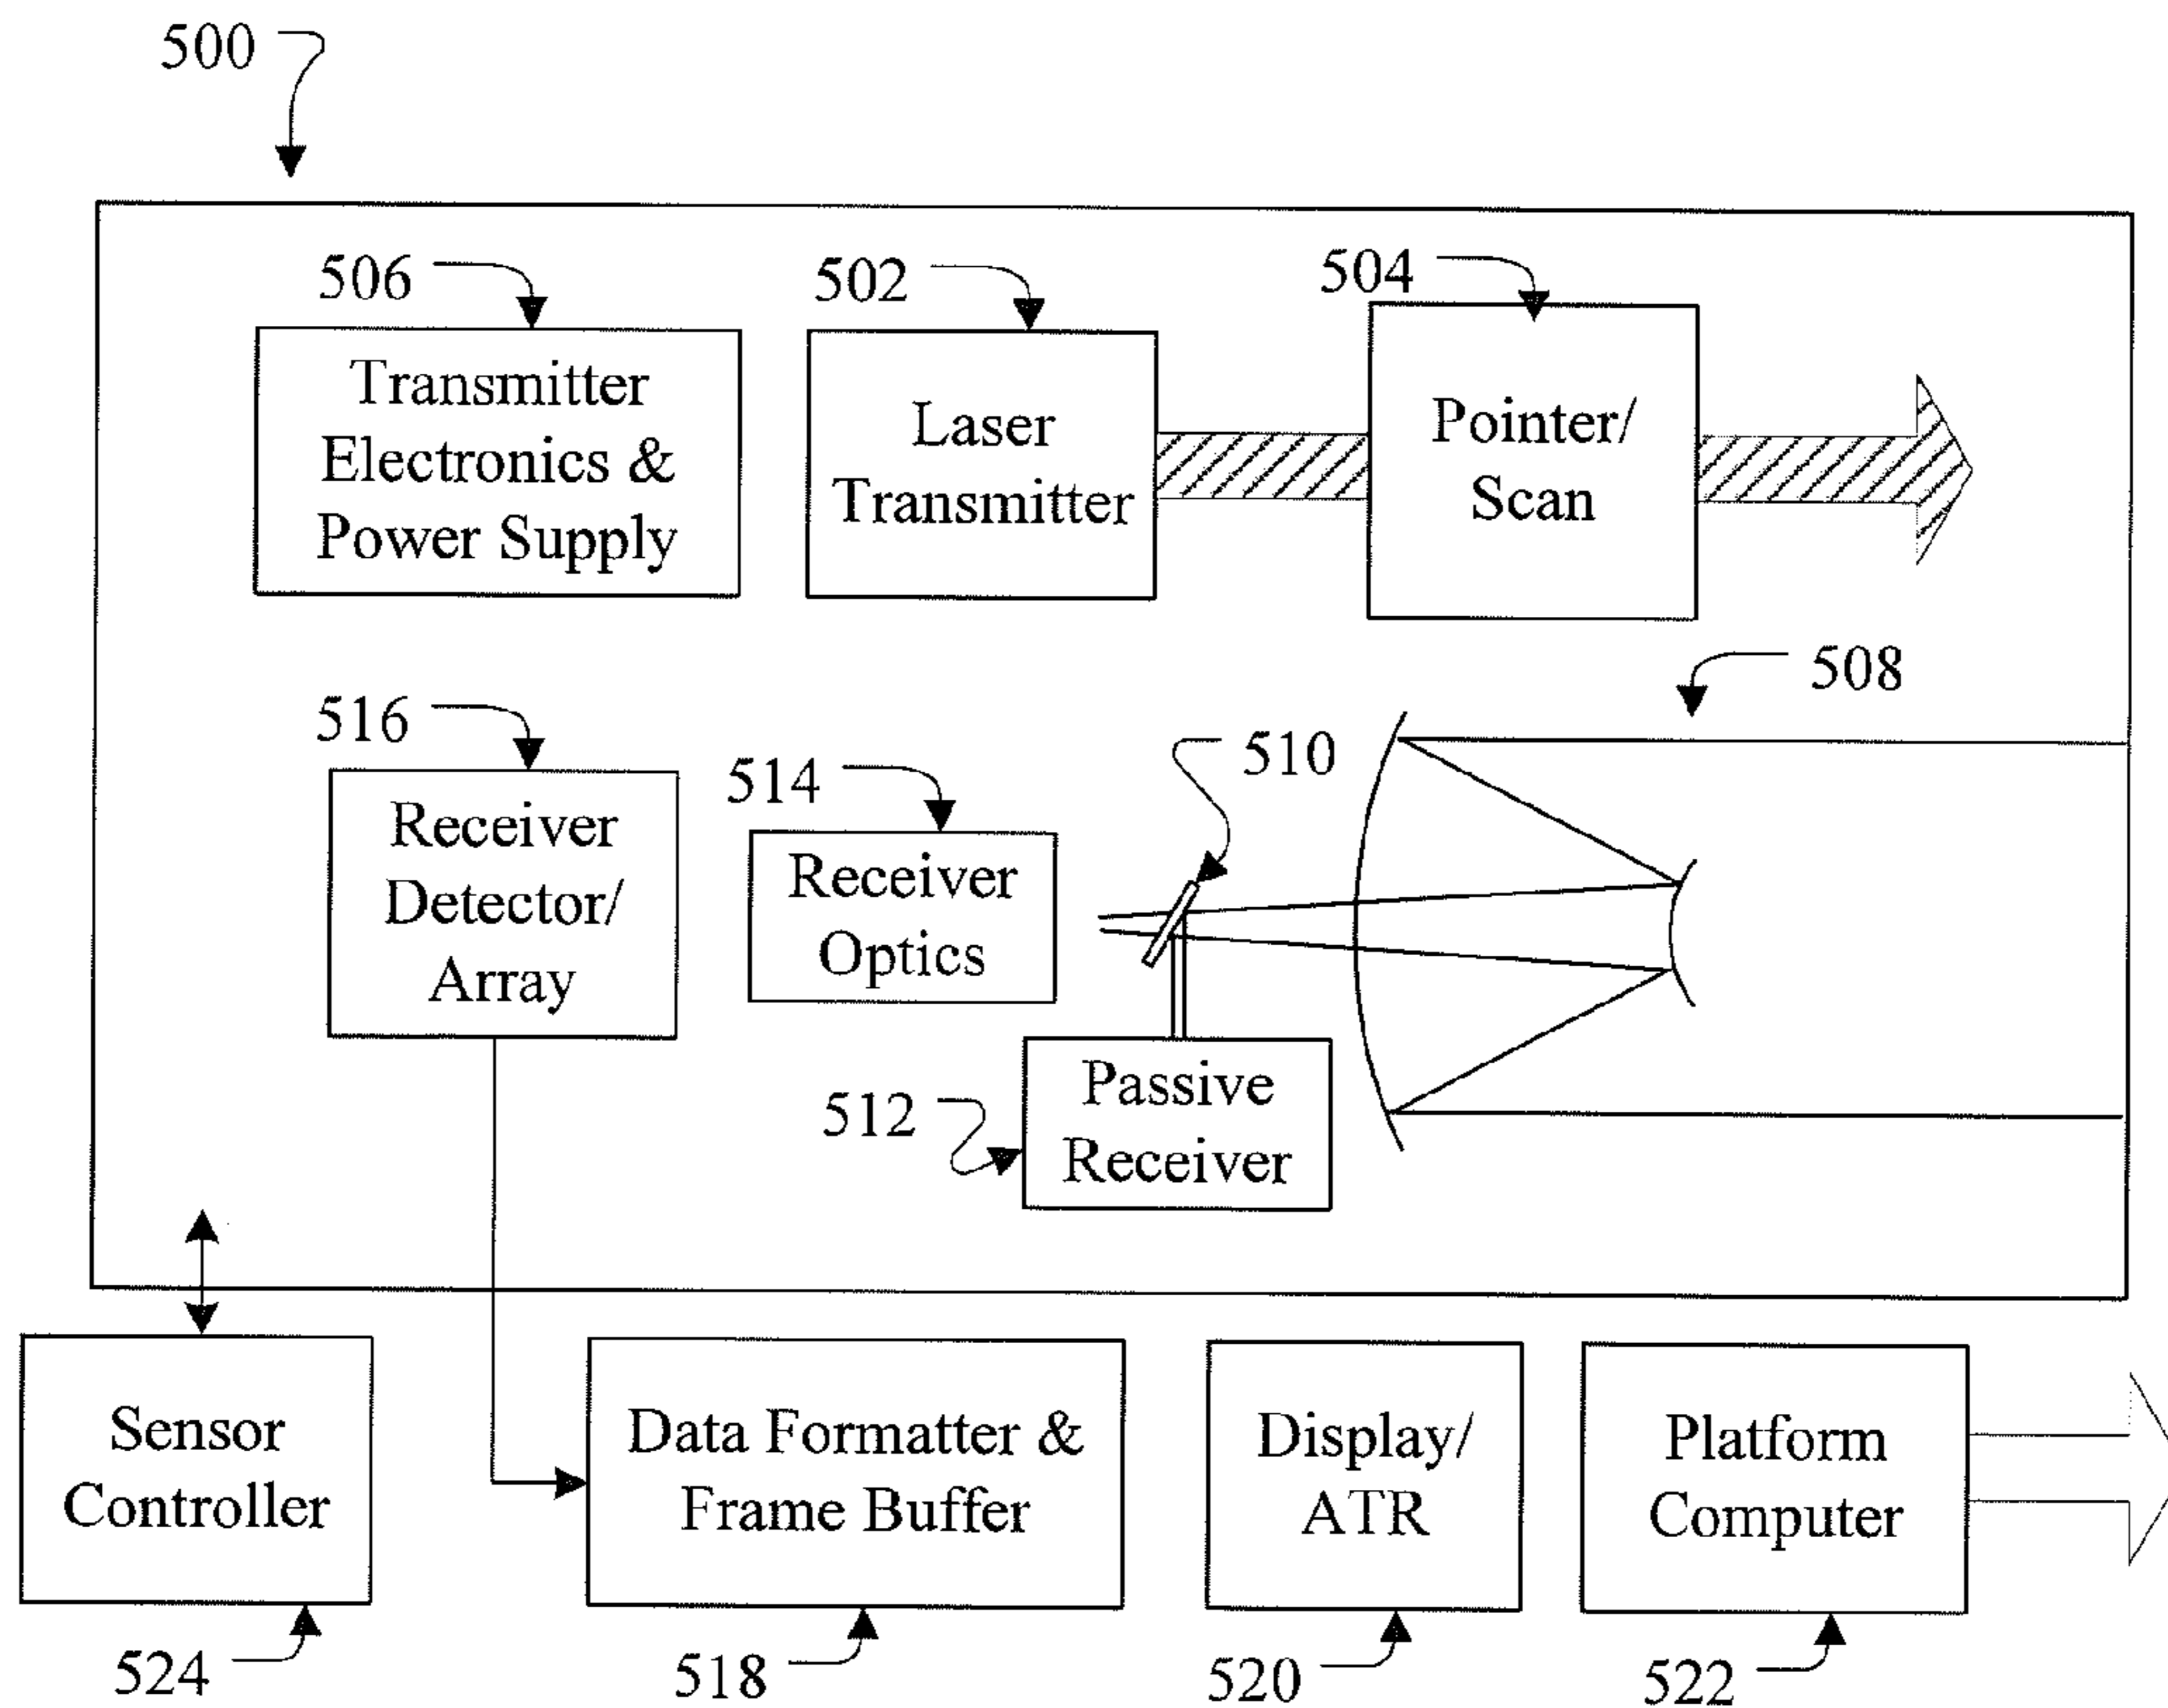 500
506
502
504
Transmitter
Electronics &
Power Supply
Laser
Transmitter
Pointer/
Scan
508
516
514
510
Receiver
Detector/
Array
Receiver
Optics
512
Passive
Receiver
Sensor
Controller
Data Formatter &
Frame Buffer
Display/
ATR
Platform
Computer
524
518
520
522